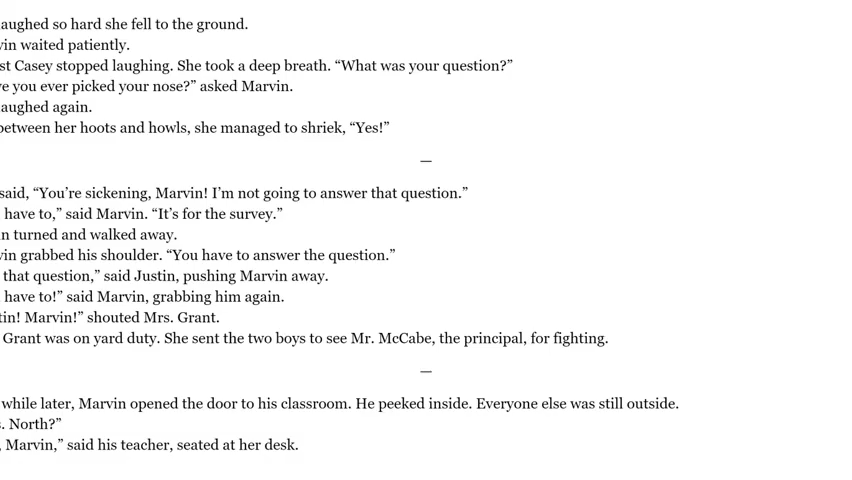 aughed so hard she fell to the ground.
vin waited patiently.
st Casey stopped laughing. She took a deep breath. “What was your question?”
ve you ever picked your nose?” asked Marvin.
aughed again.
between her hoots and howls, she managed to shriek, “Yes!”
—
said, “You’re sickening, Marvin! I’m not going to answer that question.”
have to,” said Marvin. “It’s for the survey.”
n turned and walked away.
vin grabbed his shoulder. “You have to answer the question.”
that question,” said Justin, pushing Marvin away.
have to!” said Marvin, grabbing him again.
tin! Marvin!” shouted Mrs. Grant.
Grant was on yard duty. She sent the two boys to see Mr. McCabe, the principal, for fighting.
—
while later, Marvin opened the door to his classroom. He peeked inside. Everyone else was still outside.
. North?”
, Marvin,” said his teacher, seated at her desk.